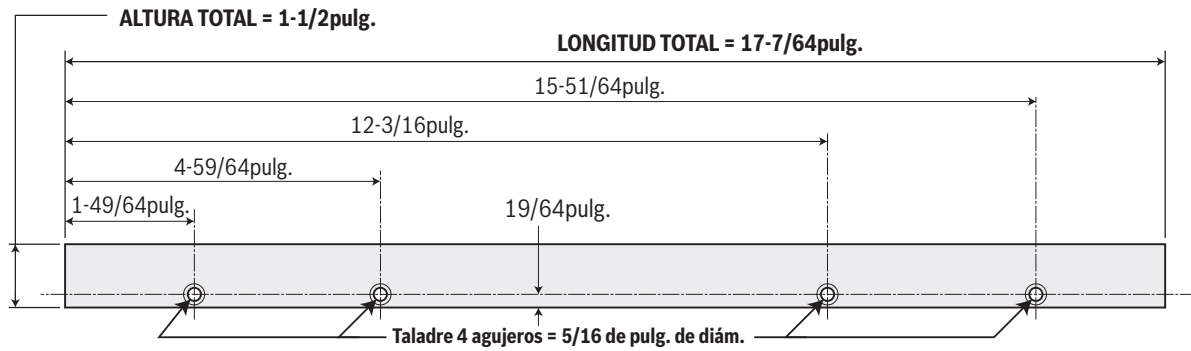 ALTURA TOTAL = 1-1/2pulg.
LONGITUD TOTAL = 17-7/64pulg.
15-51/64pulg.
12-3/16pulg.
4-59/64pulg.
1-49/64pulg.
19/64pulg.
Taladre 4 agujeros = 5/16 de pulg. de diám.